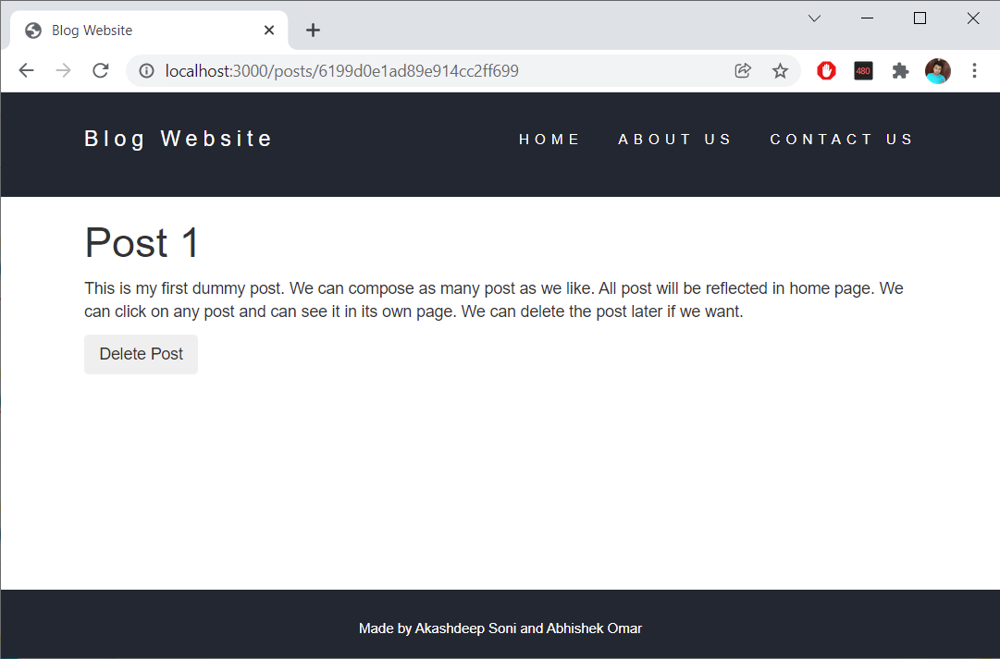 Blog Website
localhost:3000/posts/6199d0e1ad89e914cc2ff699
480
Blog Website
HOME ABOUT US CONTACT US
Post 1
This is my first dummy post. We can compose as many post as we like. All post will be reflected in home page. We
can click on any post and can see it in its own page. We can delete the post later if we want.
Delete Post
Made by Akashdeep Soni and Abhishek Omar